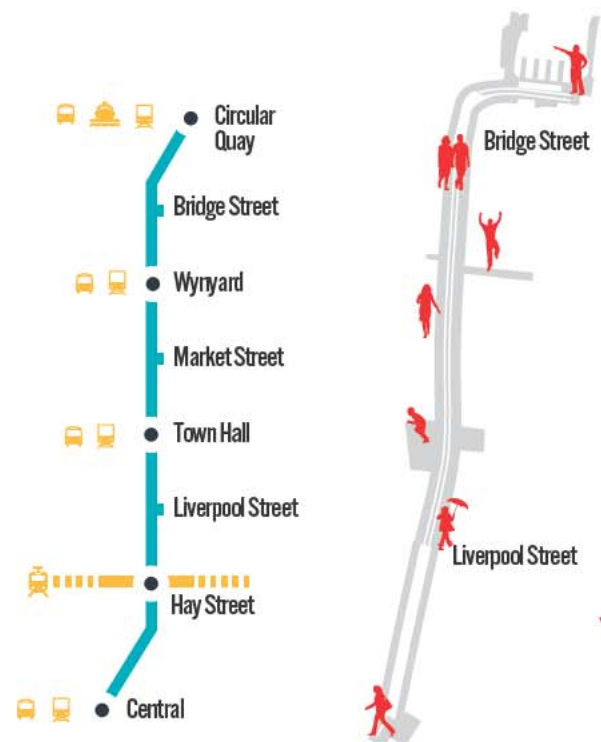 Circular
Quay
Bridge Street
Wynyard
Market Street
Town Hall
Liverpool Street
Hay Street
Central
Bridge Street
Liverpool Street